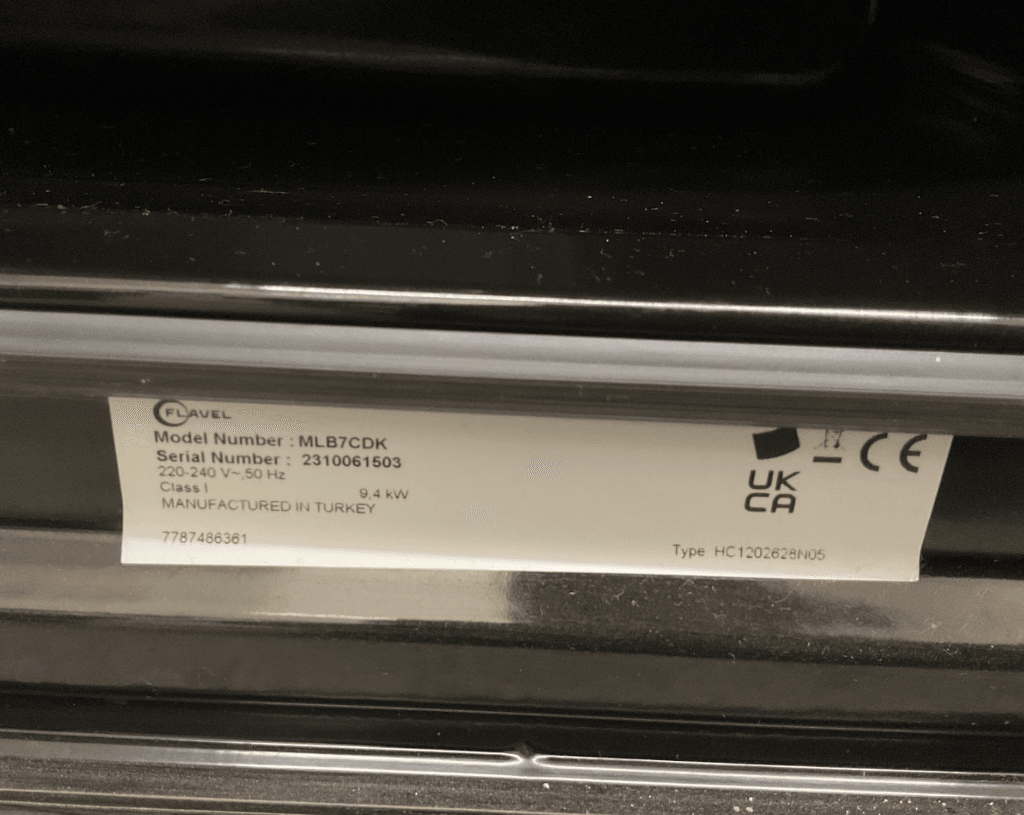 FLAVEL
Model Number : MLB7CDK
Serial Number : 2310061503
220-240 V~,50 Hz
Class I
9,4 kW
MANUFACTURED IN TURKEY
7787486361
UK
CA
CE
Type HC1202628N05